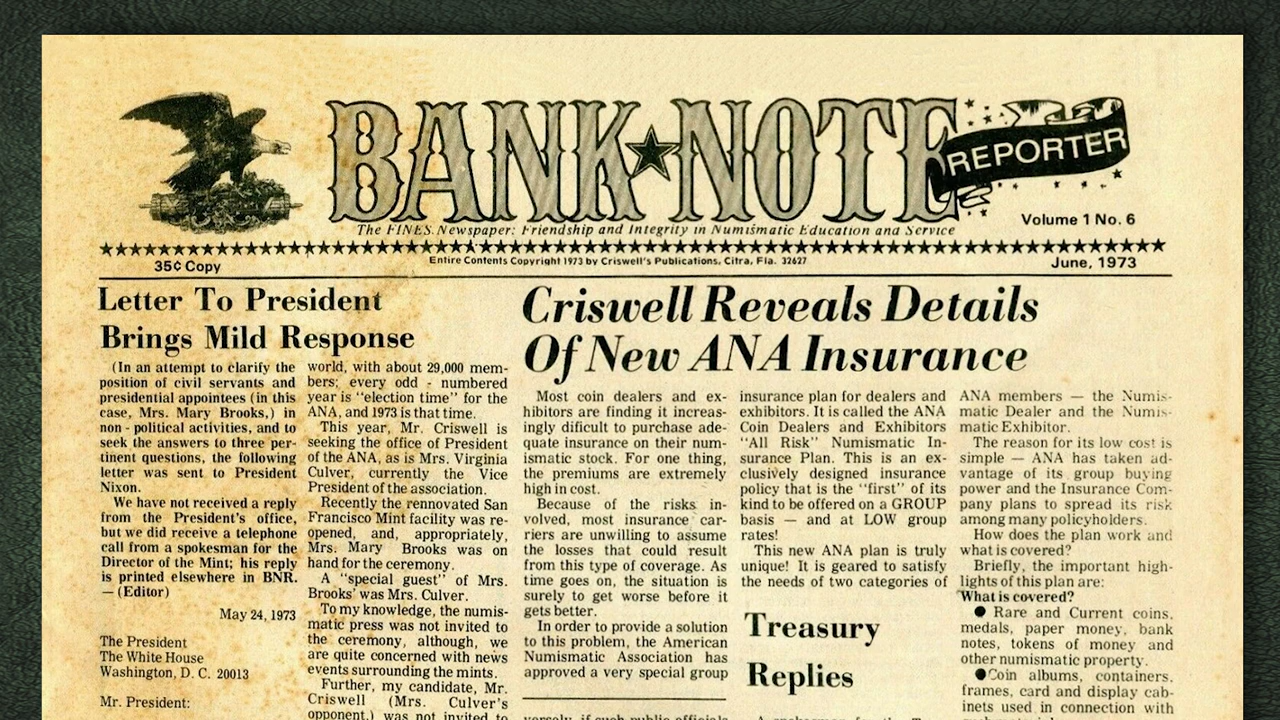 BANK★NOTE
REPORTER
The FINES Newspaper: Friendship and Integrity in Numismatic Education and Service
Volume 1 No. 6
35¢ Copy
Entire Contents Copyright 1973 by Criswell's Publications, Citra, Fla. 32627
June, 1973
Letter To President
Brings Mild Response
(In an attempt to clarify the
position of civil servants and
presidential appointees (in this
case, Mrs. Mary Brooks,) in
non - political activities, and to
seek the answers to three per-
tinent questions, the following
letter was sent to President
Nixon.
We have not received a reply
from the President's office,
but we did receive a telephone
call from a spokesman for the
Director of the Mint; his reply
is printed elsewhere in BNR.
— (Editor)
May 24, 1973
The President
The White House
Washington, D. C. 20013
Mr. President:
world, with about 29,000 mem-
bers; every odd - numbered
year is "election time" for the
ANA, and 1973 is that time.
This year, Mr. Criswell is
seeking the office of President
of the ANA, as is Mrs. Virginia
Culver, currently the Vice
President of the association.
Recently the rennovated San
Francisco Mint facility was re-
opened, and, appropriately,
Mrs. Mary Brooks was on
hand for the ceremony.
A "special guest" of Mrs.
Brooks' was Mrs. Culver.
To my knowledge, the numis-
matic press was not invited to
the ceremony, although, we
are quite concerned with news
events surrounding the mints.
Further, my candidate, Mr.
Criswell (Mrs. Culver's
opponent,) was not invited to
Criswell Reveals Details
Of New ANA Insurance
Most coin dealers and ex-
hibitors are finding it increas-
ingly dificult to purchase ade-
quate insurance on their num-
ismatic stock. For one thing,
the premiums are extremely
high in cost.
Because of the risks in-
volved, most insurance car-
riers are unwilling to assume
the losses that could result
from this type of coverage. As
time goes on, the situation is
surely to get worse before it
gets better.
In order to provide a solution
to this problem, the American
Numismatic Association has
approved a very special group
versely, if such public officials
insurance plan for dealers and
exhibitors. It is called the ANA
Coin Dealers and Exhibitors
"All Risk" Numismatic In-
surance Plan. This is an ex-
clusively designed insurance
policy that is the "first" of its
kind to be offered on a GROUP
basis — and at LOW group
rates!
This new ANA plan is truly
unique! It is geared to satisfy
the needs of two categories of
Treasury
Replies
ANA members — the Numis-
matic Dealer and the Numis-
matic Exhibitor.
The reason for its low cost is
simple — ANA has taken ad-
vantage of its group buying
power and the Insurance Com-
pany plans to spread its risk
among many policyholders.
How does the plan work and
what is covered?
Briefly, the important high-
lights of this plan are:
What is covered?
● Rare and Current coins,
medals, paper money, bank
notes, tokens of money and
other numismatic property.
● Coin albums, containers,
frames, card and display cab-
inets used in connection with